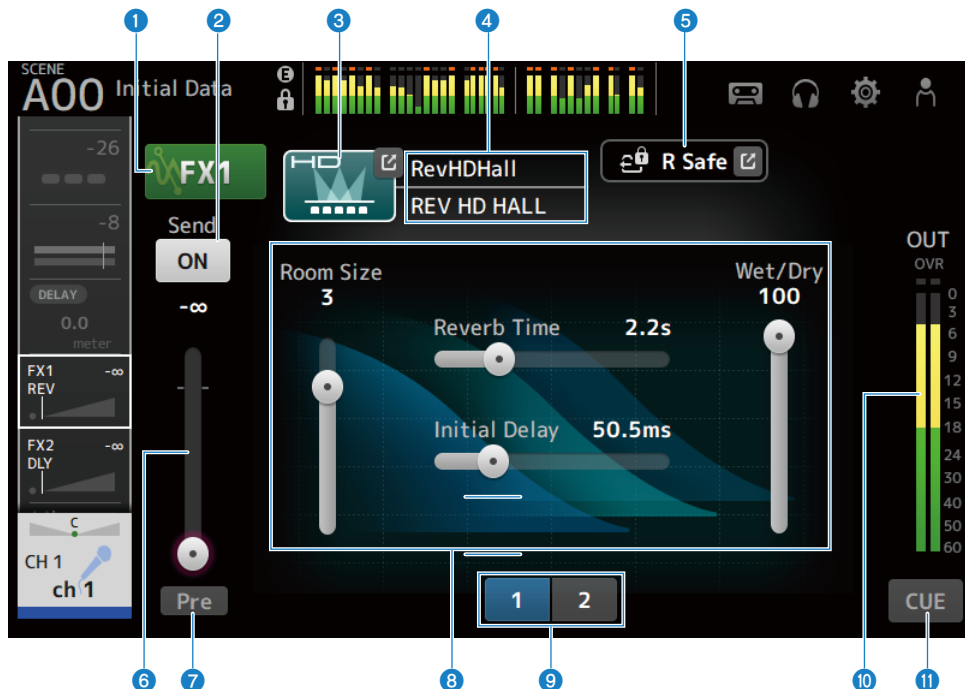 1 2 3 4 5
SCENE
A00 Initial Data
E
-26
-8
DELAY
0.0
meter
FX1 -∞
REV
FX2 -∞
DLY
C
CH 1
ch 1
FX1
Send
ON
-∞
Pre
HD
RevHDHall
REV HD HALL
R Safe
Room Size
3
Reverb Time 2.2s
Initial Delay 50.5ms
Wet/Dry
100
1 2
OUT
OVR
0
3
6
9
12
15
18
24
30
40
50
60
CUE
6 7 8 9 10 11